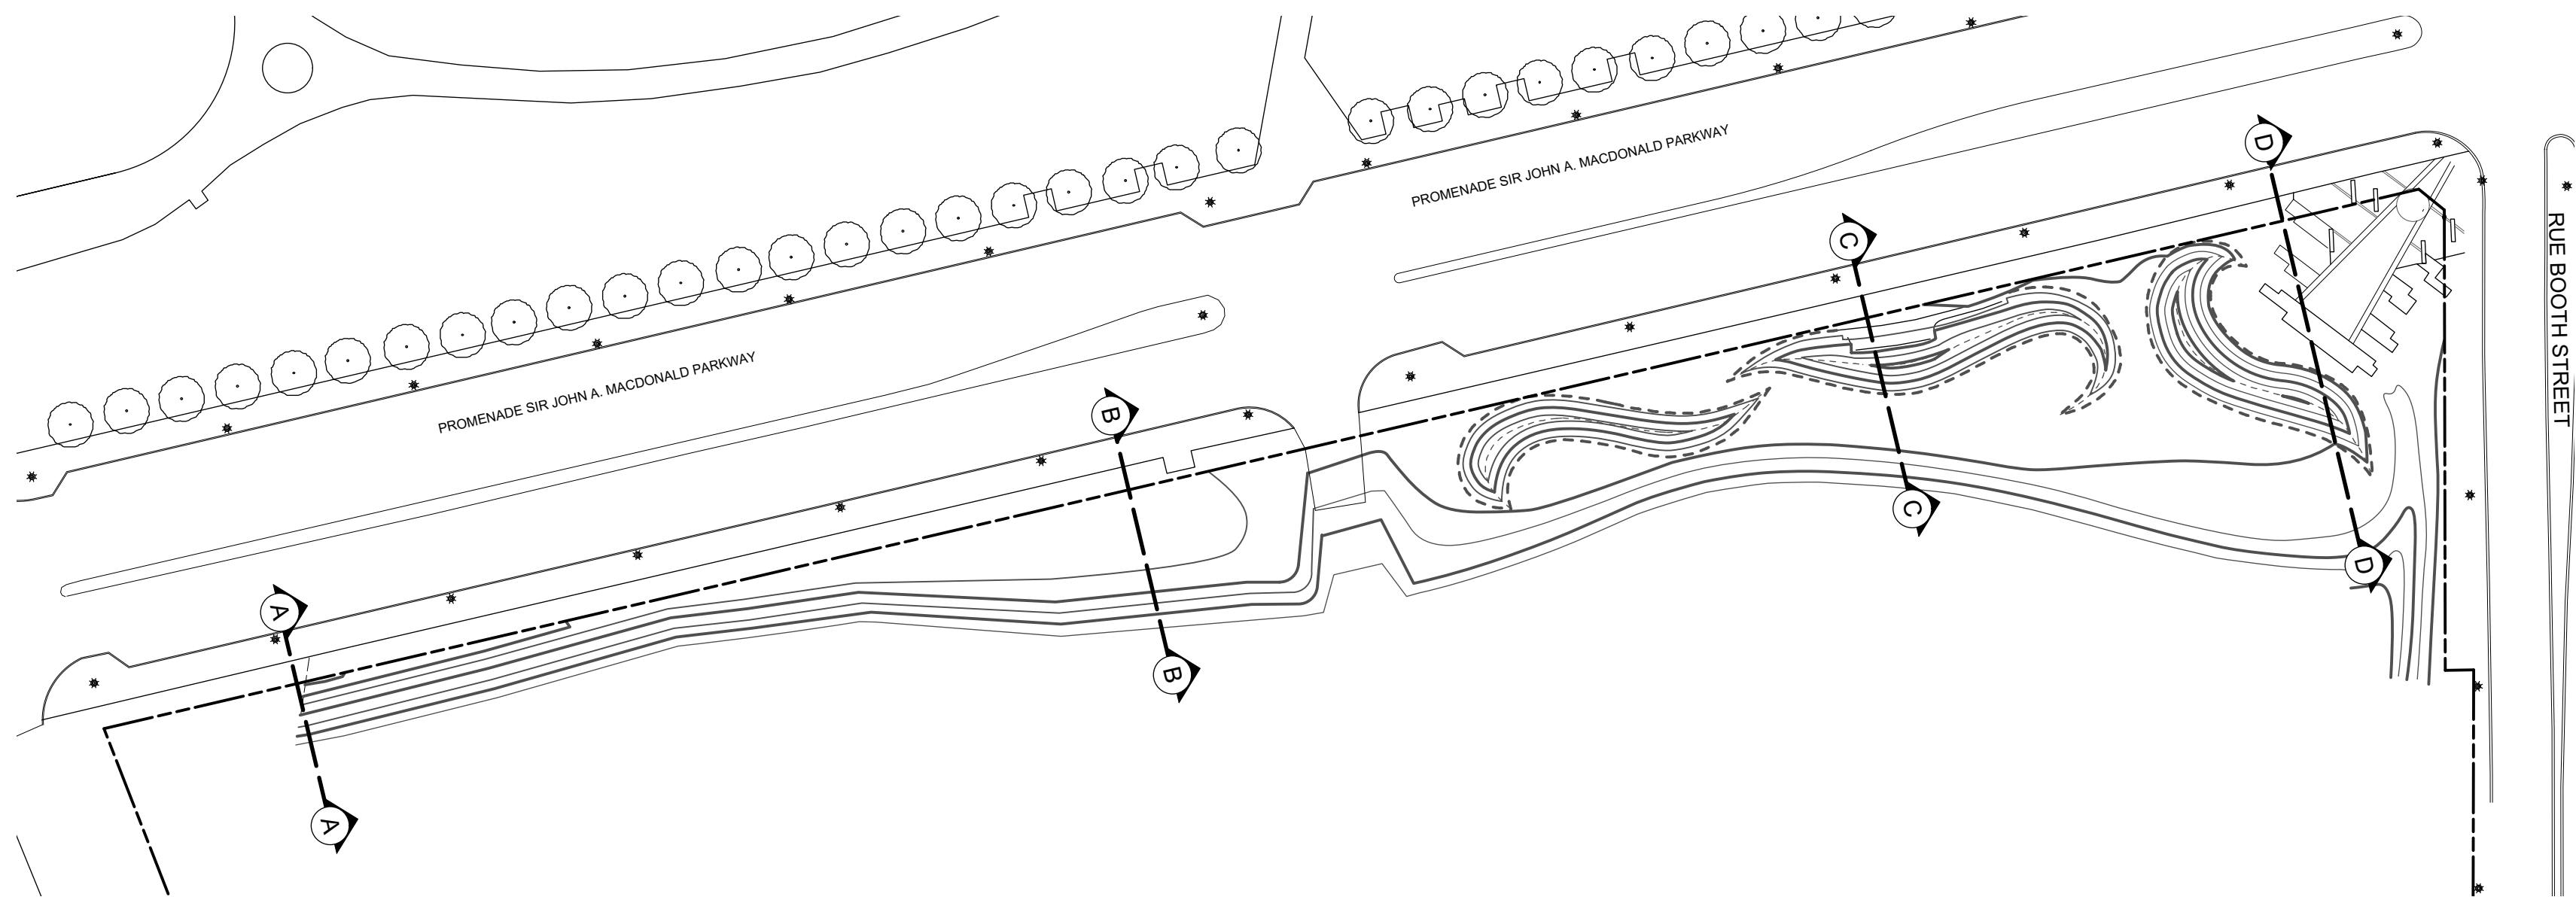 PROMENADE SIR JOHN A. MACDONALD PARKWAY
D
RUE BOOTH STREET
C
PROMENADE SIR JOHN A. MACDONALD PARKWAY
B
C
D
A
B
A